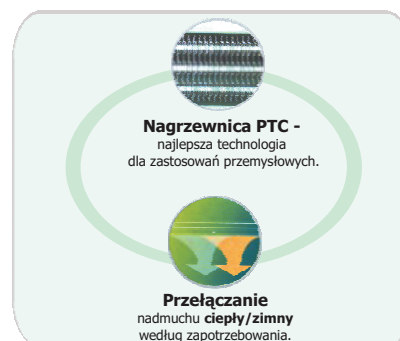 Nagrzewnica PTC -
najlepsza technologia
dla zastosowań przemysłowych.
Przełączanie
nadmuchu ciepły/zimny
według zapotrzebowania.